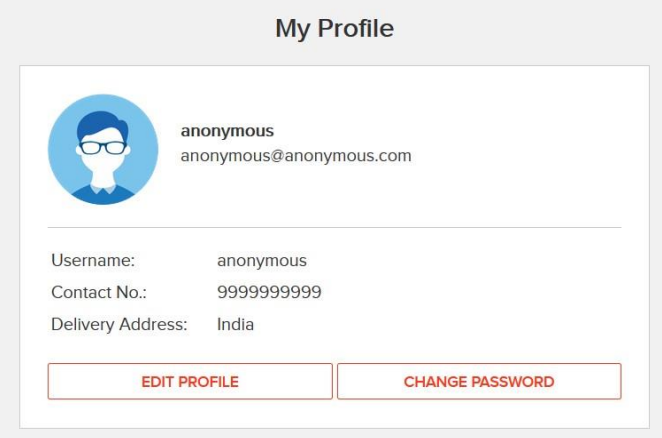 My Profile
anonymous
anonymous@anonymous.com
Username: anonymous
Contact No.: 9999999999
Delivery Address: India
EDIT PROFILE CHANGE PASSWORD